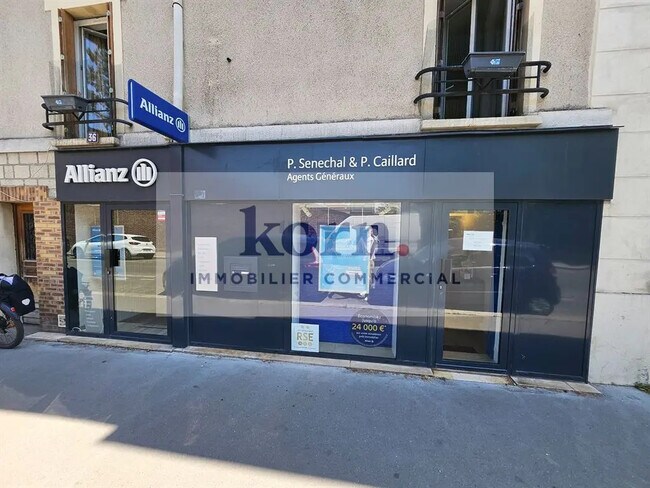 Allianz
36
Allianz
P. Senechal & P. Caillard
Agents Généraux
korn.
IMMOBILIER COMMERCIAL
RSE
24 000 €